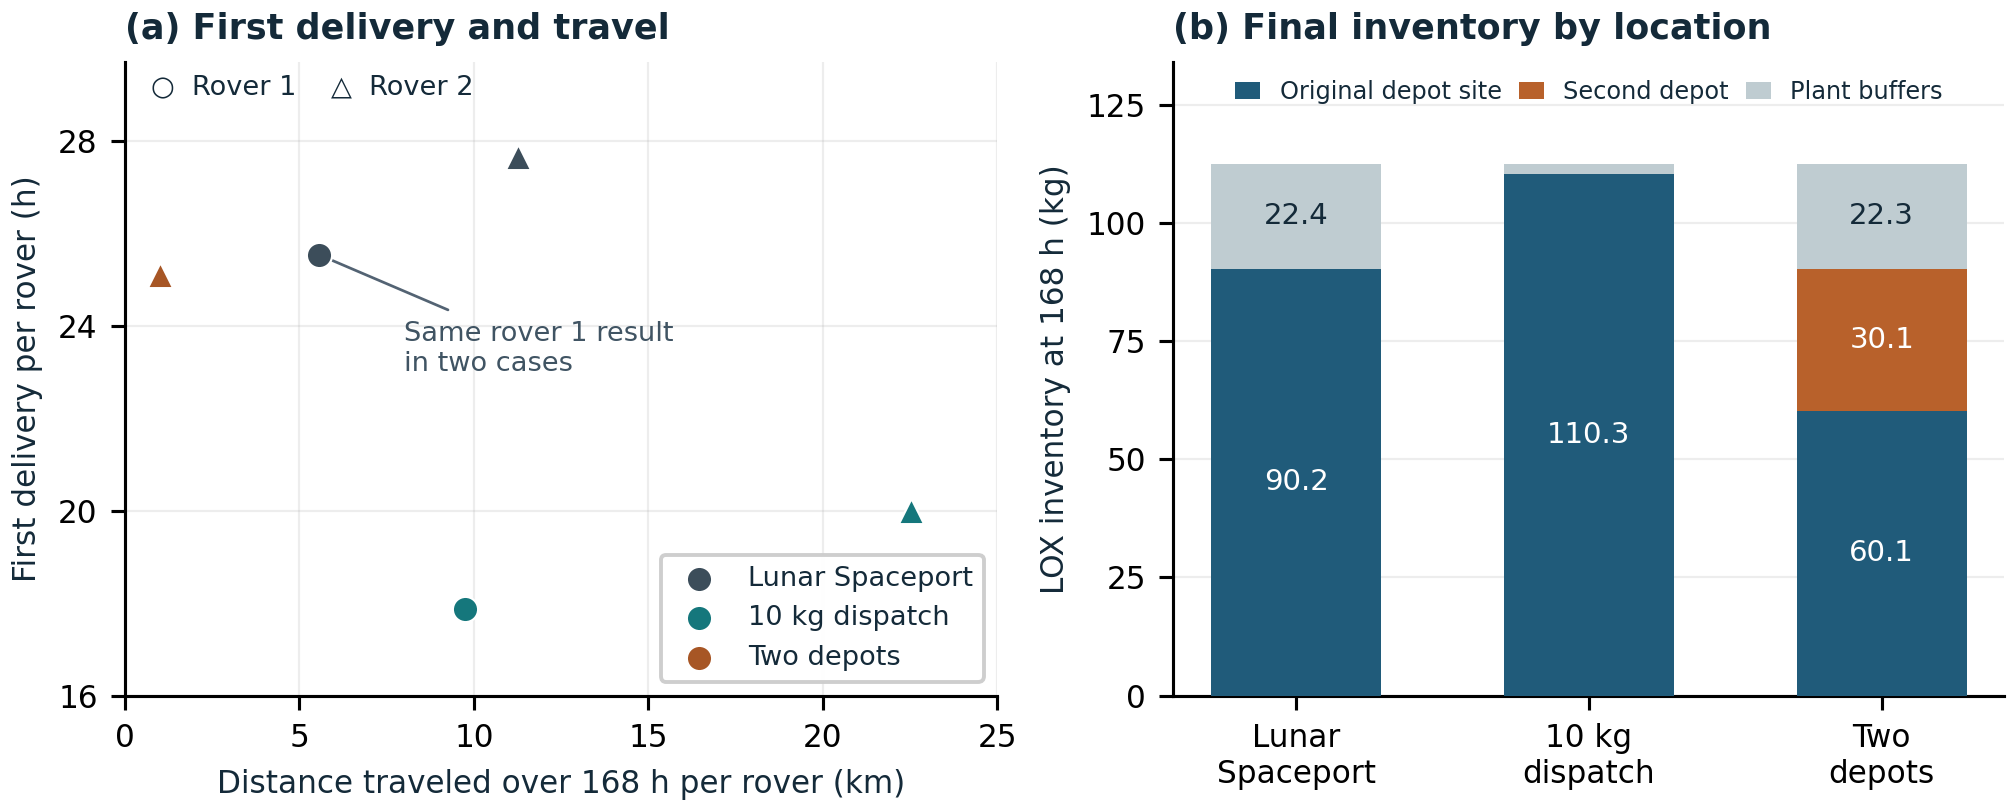 (a) First delivery and travel
Rover 1
Rover 2
First delivery per rover (h)
28
24
20
16
Same rover 1 result
in two cases
Lunar Spaceport
10 kg dispatch
Two depots
0
5
10
15
20
25
Distance traveled over 168 h per rover (km)
(b) Final inventory by location
Original depot site
Second depot
Plant buffers
LOX inventory at 168 h (kg)
125
100
75
50
25
0
22.4
90.2
110.3
22.3
30.1
60.1
Lunar
Spaceport
10 kg
dispatch
Two
depots